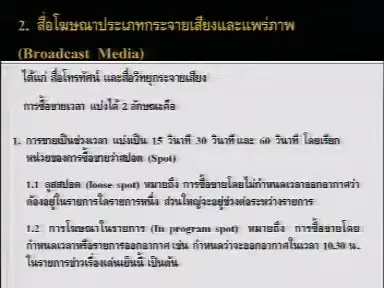 2. สื่อโฆษณาประเภทกระจายเสียงและแพร่ภาพ
(Broadcast Media)
ได้แก่ สื่อโทรทัศน์ และสื่อวิทยุกระจายเสียง
การซื้อขายเวลา แบ่งได้ 2 ลักษณะคือ
1. การขายเป็นช่วงเวลา แบ่งเป็น 15 วินาที 30 วินาที และ 60 วินาที โดยเรียก
หน่วยของการซื้อขายว่าสปอต (Spot)
1.1 ลูสสปอต (loose spot) หมายถึง การซื้อขายโดยไม่กำหนดเวลาออกอากาศว่า
ต้องอยู่ในรายการใดรายการหนึ่ง ส่วนใหญ่จะอยู่ช่วงต่อระหว่างรายการ
1.2 การโฆษณาในรายการ (In program spot) หมายถึง การซื้อขายโดย
กำหนดเวลาหรือรายการออกอากาศ เช่น กำหนดว่าจะออกอากาศในเวลา 10.30 น.
ในรายการข่าวเรื่องเด่นเย็นนี้ เป็นต้น